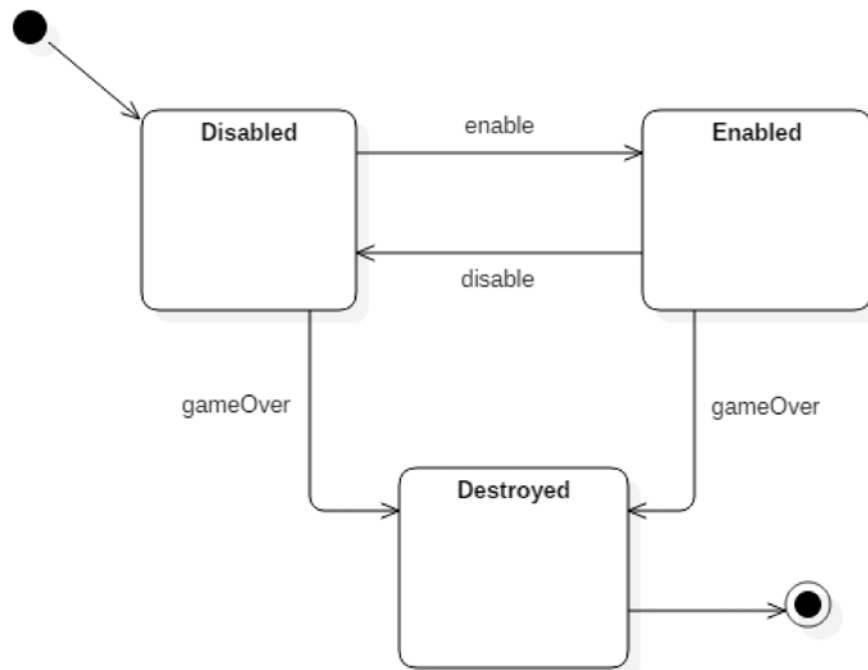 Disabled
enable
Enabled
disable
gameOver
gameOver
Destroyed